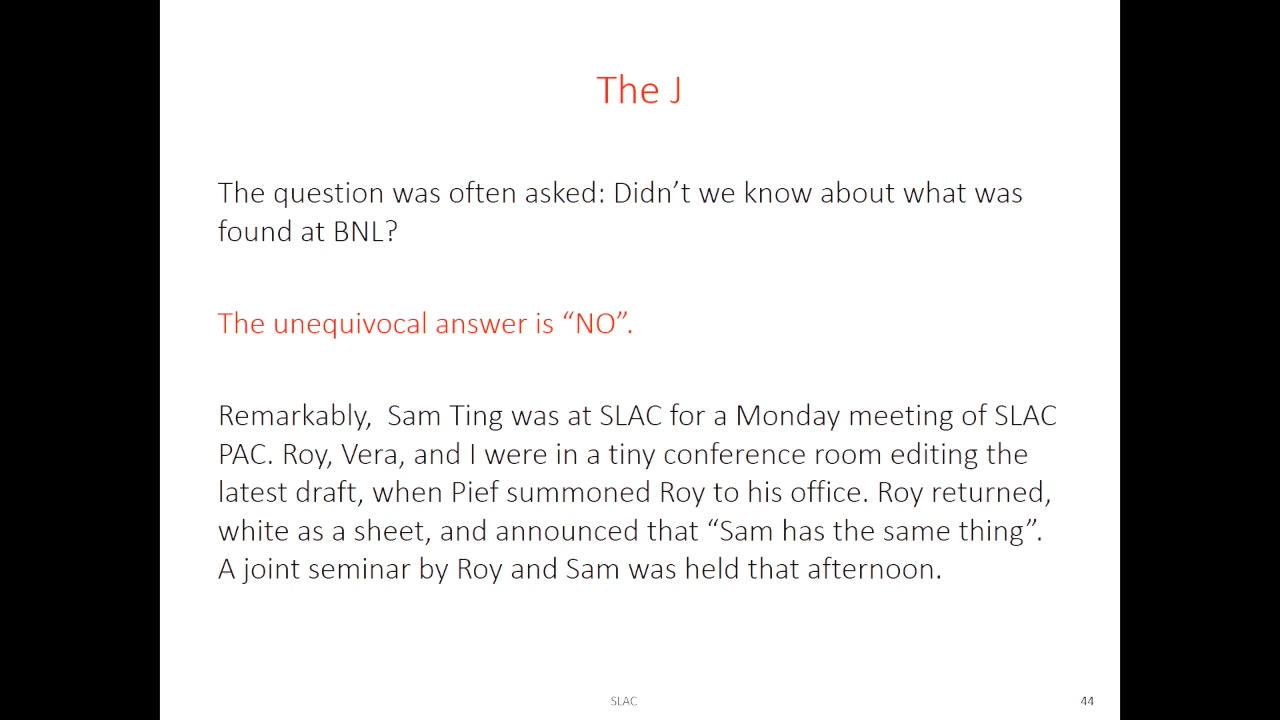 The J
The question was often asked: Didn’t we know about what was
found at BNL?
The unequivocal answer is “NO”.
Remarkably,  Sam Ting was at SLAC for a Monday meeting of SLAC
PAC. Roy, Vera, and I were in a tiny conference room editing the
latest draft, when Pief summoned Roy to his office. Roy returned,
white as a sheet, and announced that “Sam has the same thing”.
A joint seminar by Roy and Sam was held that afternoon.
SLAC
44